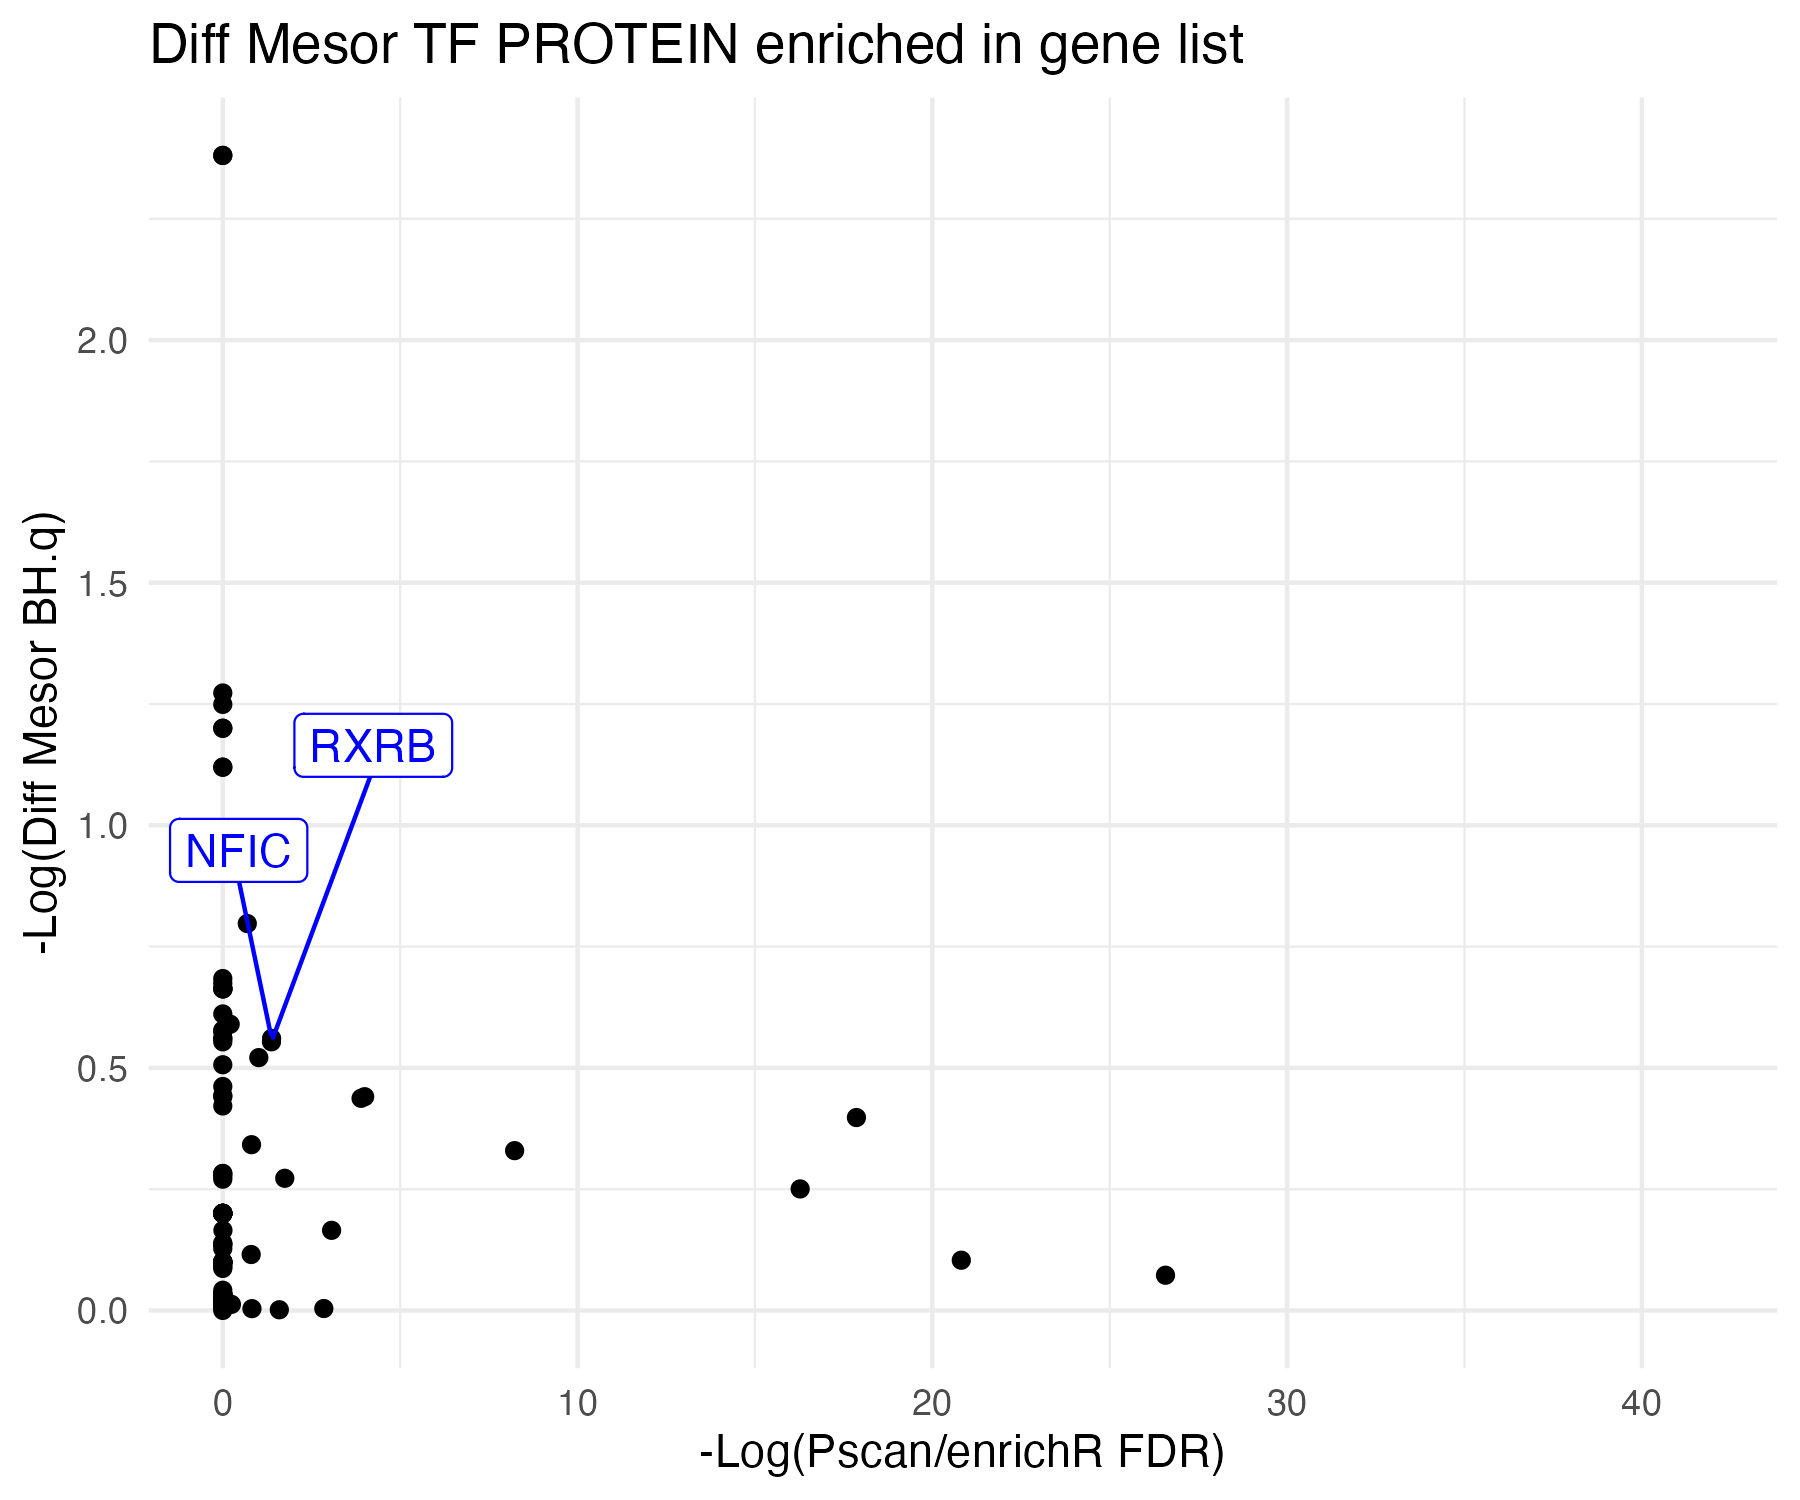 Diff Mesor TF PROTEIN enriched in gene list
-Log(Diff Mesor BH.q)
2.0
1.5
1.0
0.5
0.0
RXRB
NFIC
0 10 20 30 40
-Log(Pscan/enrichR FDR)